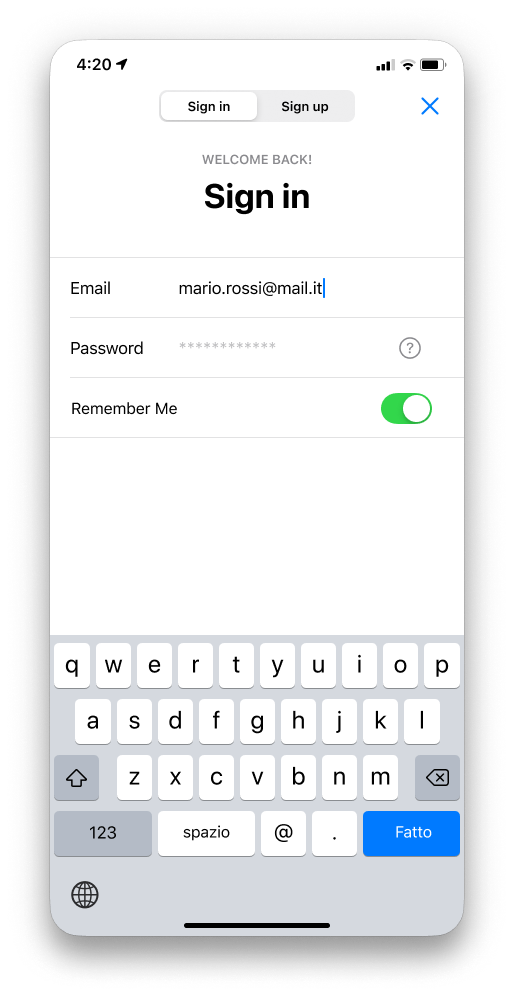 4:20
Sign in Sign up
WELCOME BACK!
Sign in
Email mario.rossi@mail.it
Password ************ ?
Remember Me
q w e r t y u i o p
a s d f g h j k l
z x c v b n m
123 spazio @ . Fatto